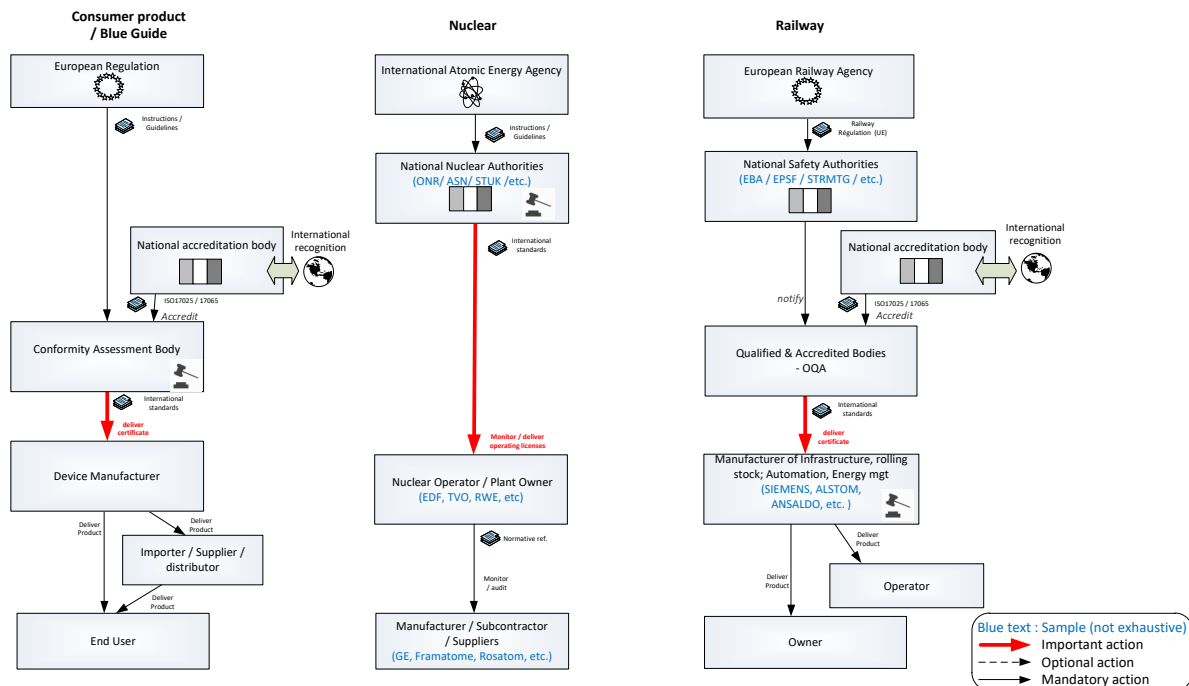 Consumer product
/ Blue Guide
European Regulation
Instructions /
Guidelines
National accreditation body
International
recognition
ISO17025 / 17065
Accredit
Conformity Assessment Body
International
standards
deliver
certificate
Device Manufacturer
Deliver
Product
Deliver
Product
Importer / Supplier /
distributor
Deliver
Product
End User
Nuclear
International Atomic Energy Agency
Instructions /
Guidelines
National Nuclear Authorities
(ONR/ ASN/ STUK /etc.)
International
standards
Monitor / deliver
operating licenses
Nuclear Operator / Plant Owner
(EDF, TVO, RWE, etc)
Normative ref.
Monitor
/ audit
Manufacturer / Subcontractor
/ Suppliers
(GE, Framatome, Rosatom, etc.)
Railway
European Railway Agency
Railway
Régulation (UE)
National Safety Authorities
(EBA / EPSF / STRMTG / etc.)
National accreditation body
International
recognition
notify
ISO17025 / 17065
Accredit
Qualified & Accredited Bodies
- OQA
International
standards
deliver
certificate
Manufacturer of Infrastructure, rolling
stock; Automation, Energy mgt
(SIEMENS, ALSTOM,
ANSALDO, etc. )
Deliver
Product
Deliver
Product
Operator
Owner
Blue text : Sample (not exhaustive)
Important action
Optional action
Mandatory action